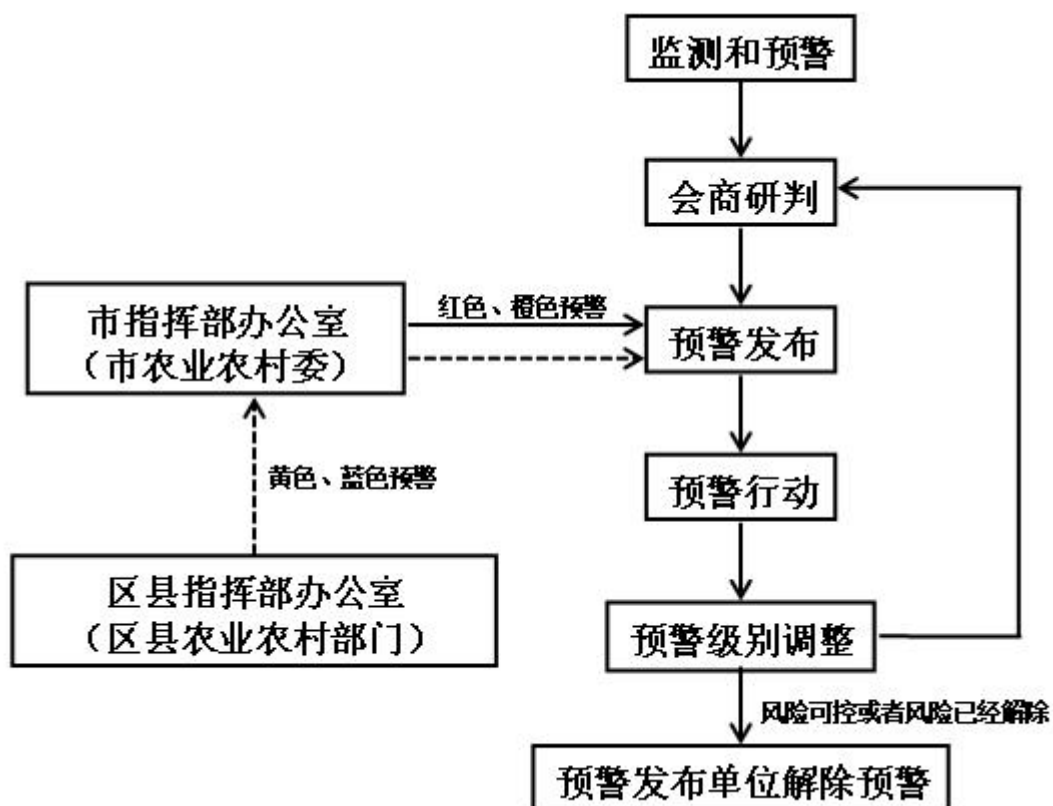 监测和预警
会商研判
市指挥部办公室
（市农业农村委）
红色、橙色预警
预警发布
黄色、蓝色预警
预警行动
区县指挥部办公室
（区县农业农村部门）
预警级别调整
风险可控或者风险已经解除
预警发布单位解除预警